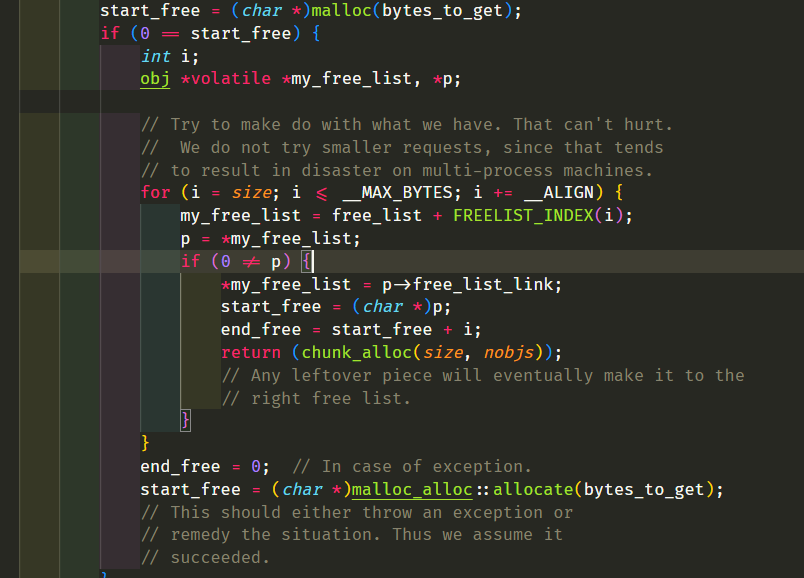 start_free = (char *)malloc(bytes_to_get);
if (0 == start_free) {
int i;
obj *volatile *my_free_list, *p;
// Try to make do with what we have. That can't hurt.
//  We do not try smaller requests, since that tends
// to result in disaster on multi-process machines.
for (i = size; i <= __MAX_BYTES; i += __ALIGN) {
my_free_list = free_list + FREELIST_INDEX(i);
p = *my_free_list;
if (0 != p) {
*my_free_list = p->free_list_link;
start_free = (char *)p;
end_free = start_free + i;
return (chunk_alloc(size, nobjs));
// Any leftover piece will eventually make it to the
// right free list.
}
}
end_free = 0;  // In case of exception.
start_free = (char *)malloc_alloc::allocate(bytes_to_get);
// This should either throw an exception or
// remedy the situation. Thus we assume it
// succeeded.
}